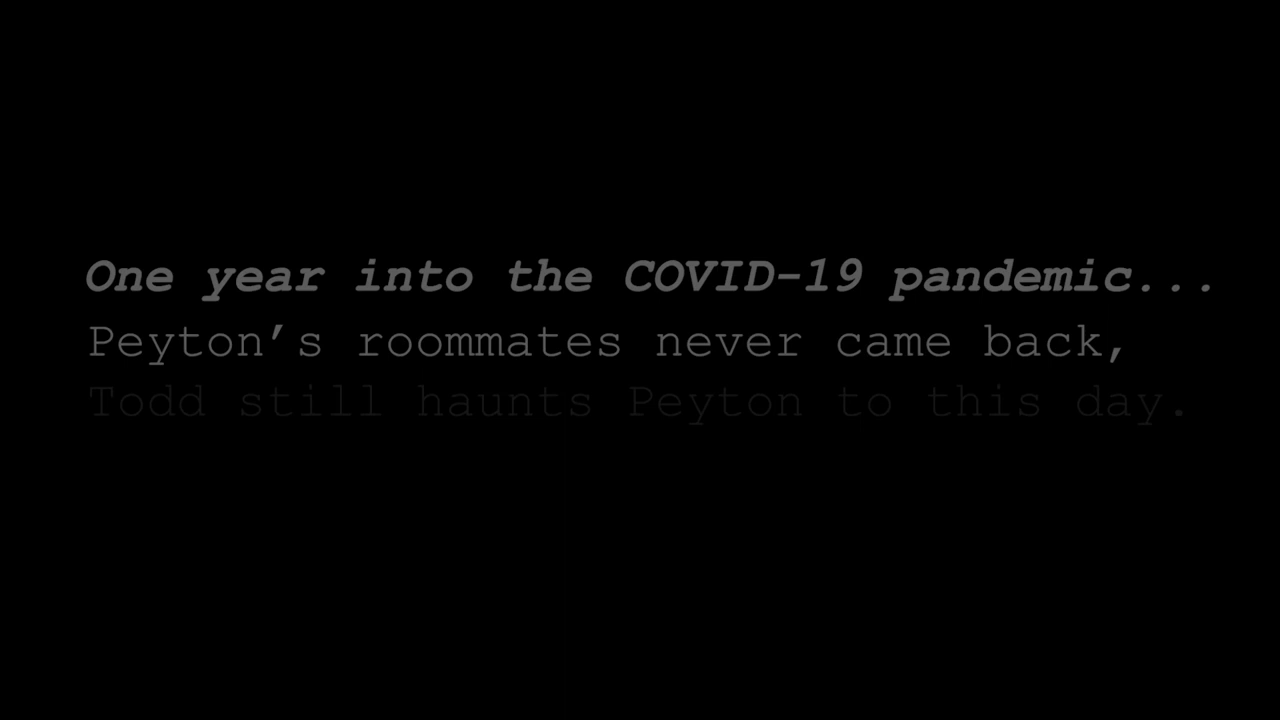 One year into the COVID-19 pandemic...
Peyton’s roommates never came back,
Todd still haunts Peyton to this day.